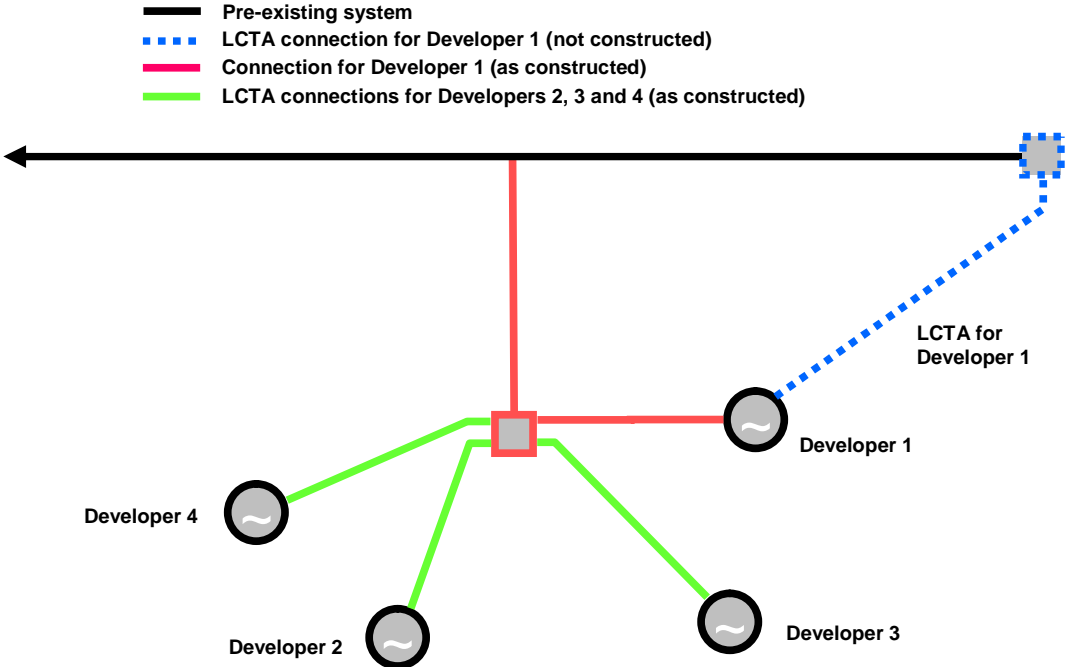 Pre-existing system
LCTA connection for Developer 1 (not constructed)
Connection for Developer 1 (as constructed)
LCTA connections for Developers 2, 3 and 4 (as constructed)
LCTA for
Developer 1
Developer 1
Developer 4
Developer 2
Developer 3